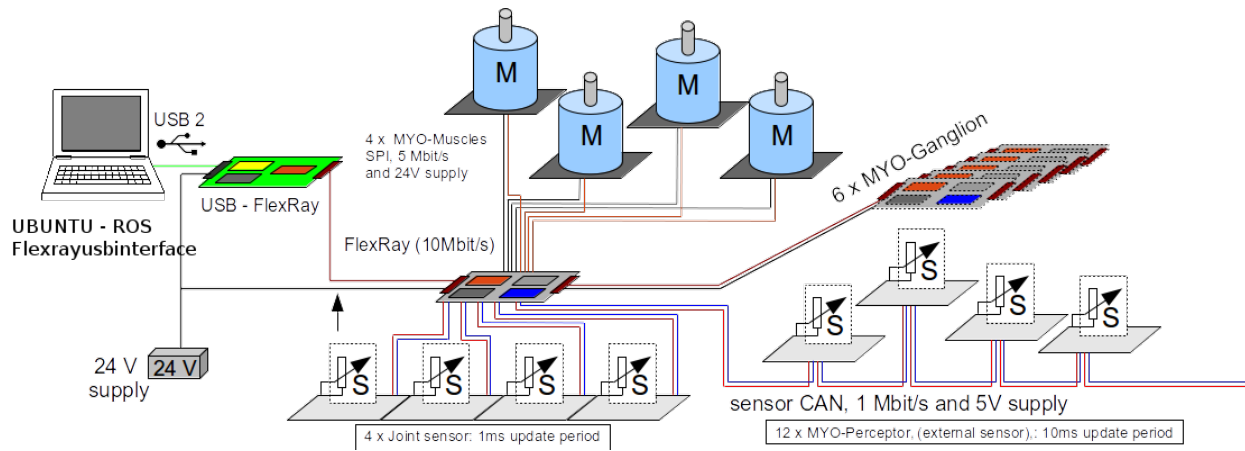 USB 2
UBUNTU - ROS
Flexrayusbinterface
USB - FlexRay
4 x  MYO-Muscles
SPI, 5 Mbit/s
and 24V supply
M
M
M
M
6 x MYO-Ganglion
FlexRay (10Mbit/s)
24 V
supply
24 V
S
S
S
S
4 x Joint sensor: 1ms update period
S
S
S
S
sensor CAN, 1 Mbit/s and 5V supply
12 x MYO-Perceptor, (external sensor),: 10ms update period